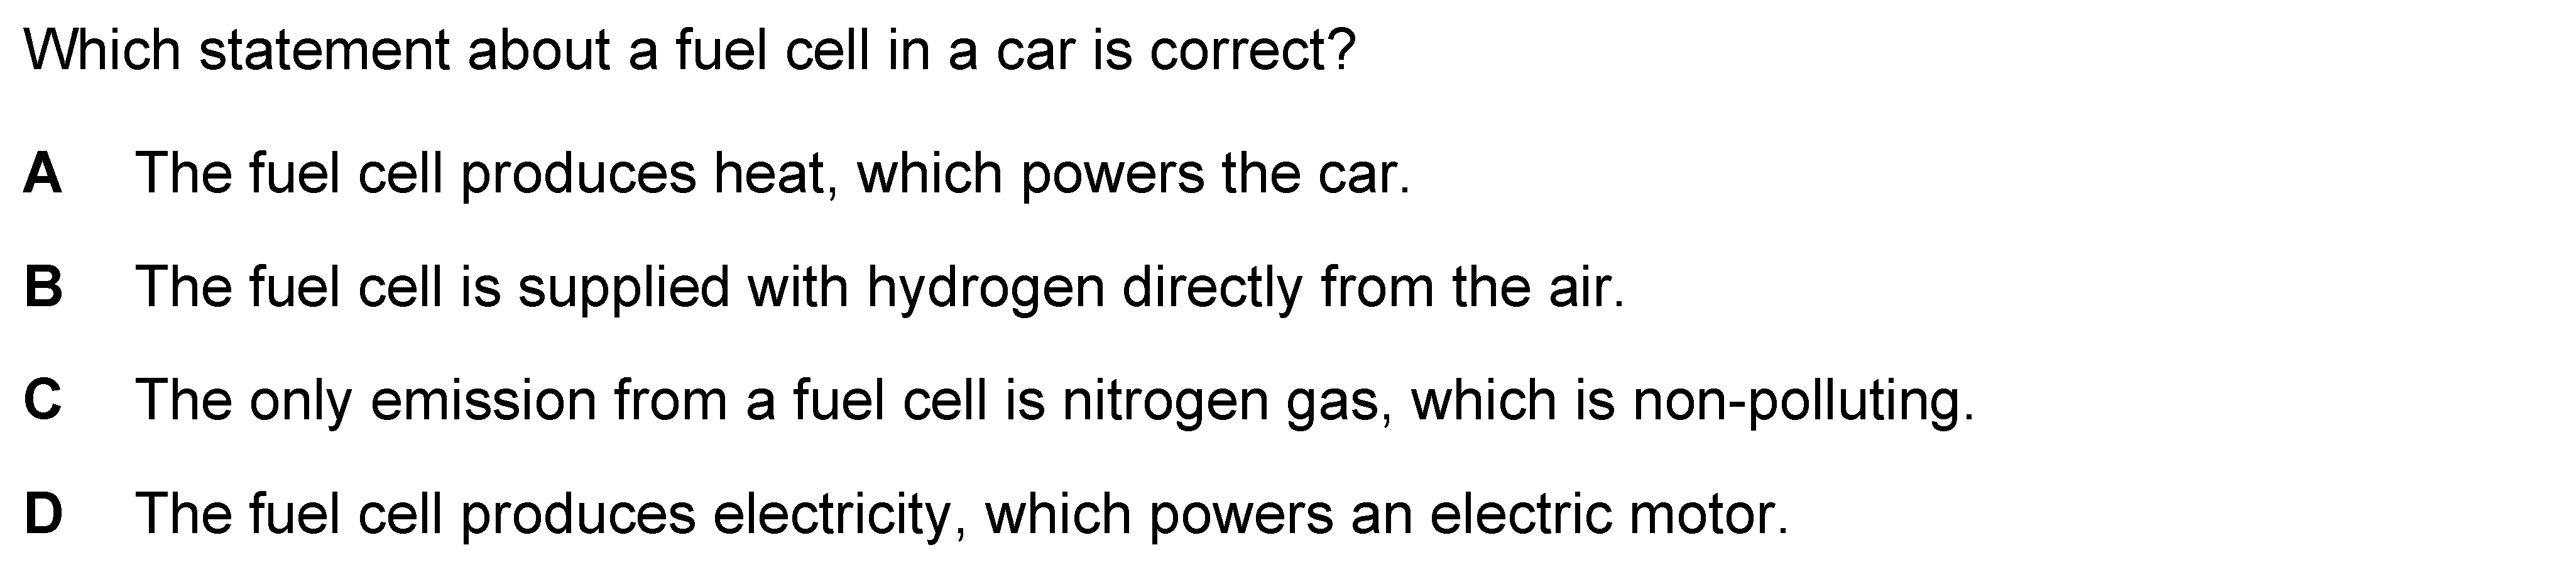 Which statement about a fuel cell in a car is correct?
A The fuel cell produces heat, which powers the car.
B The fuel cell is supplied with hydrogen directly from the air.
C The only emission from a fuel cell is nitrogen gas, which is non-polluting.
D The fuel cell produces electricity, which powers an electric motor.